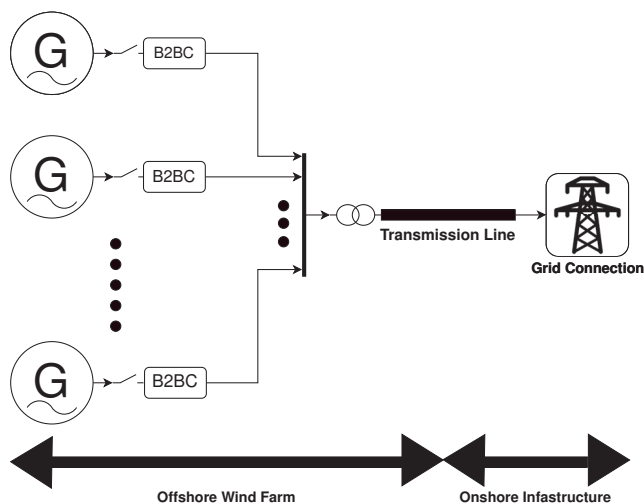 G
B2BC
G
B2BC
Transmission Line
Grid Connection
G
B2BC
Offshore Wind Farm
Onshore Infastructure